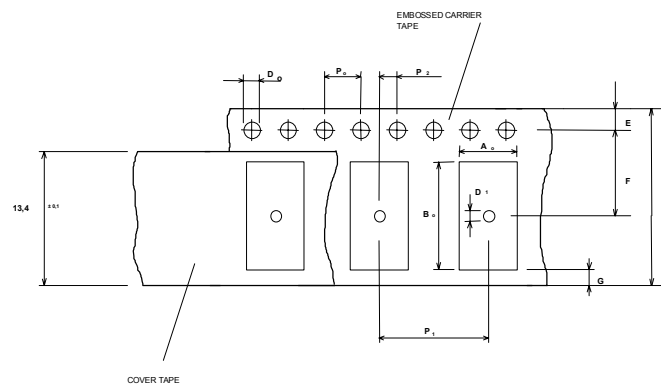 EMBOSSED CARRIER
TAPE
D₀
P₀
P₂
E
A₀
F
D₁
B₀
13,4 ±0,1
G
P₁
COVER TAPE